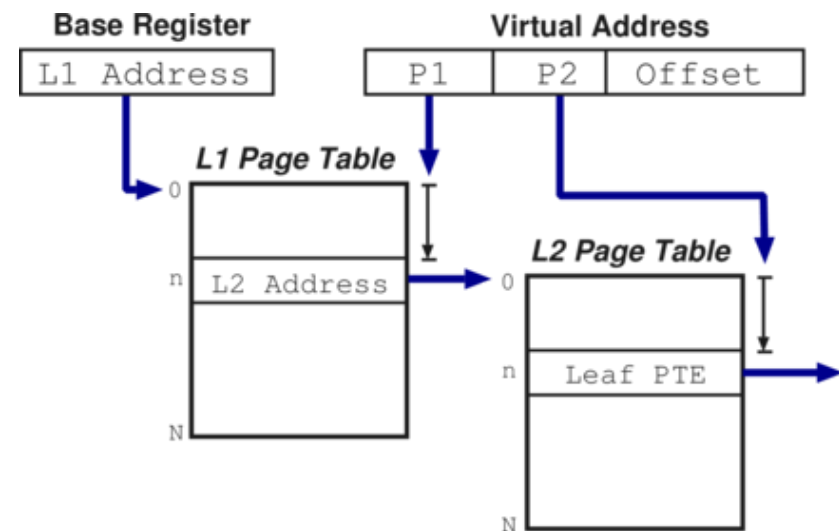 Base Register
Virtual Address
L1 Address
P1 P2 Offset
L1 Page Table
0
n L2 Address
N
L2 Page Table
0
n Leaf PTE
N